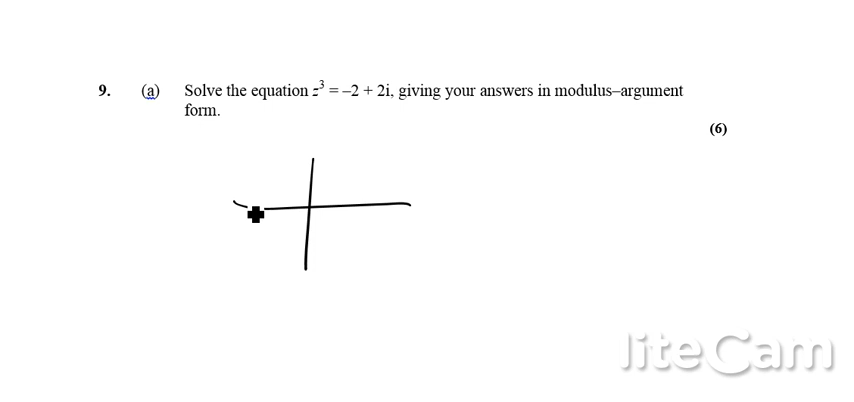 9. (a) Solve the equation z³ = –2 + 2i, giving your answers in modulus–argument
form.
(6)
liteCam